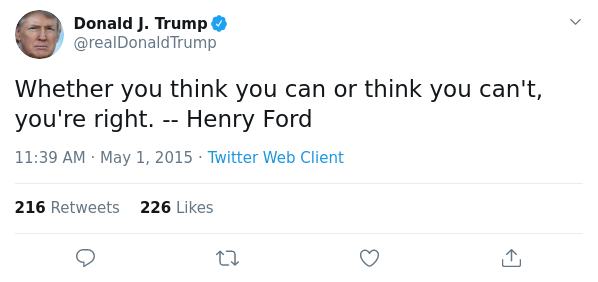 Donald J. Trump
@realDonaldTrump
Whether you think you can or think you can't,
you're right. -- Henry Ford
11:39 AM · May 1, 2015 · Twitter Web Client
216 Retweets 226 Likes